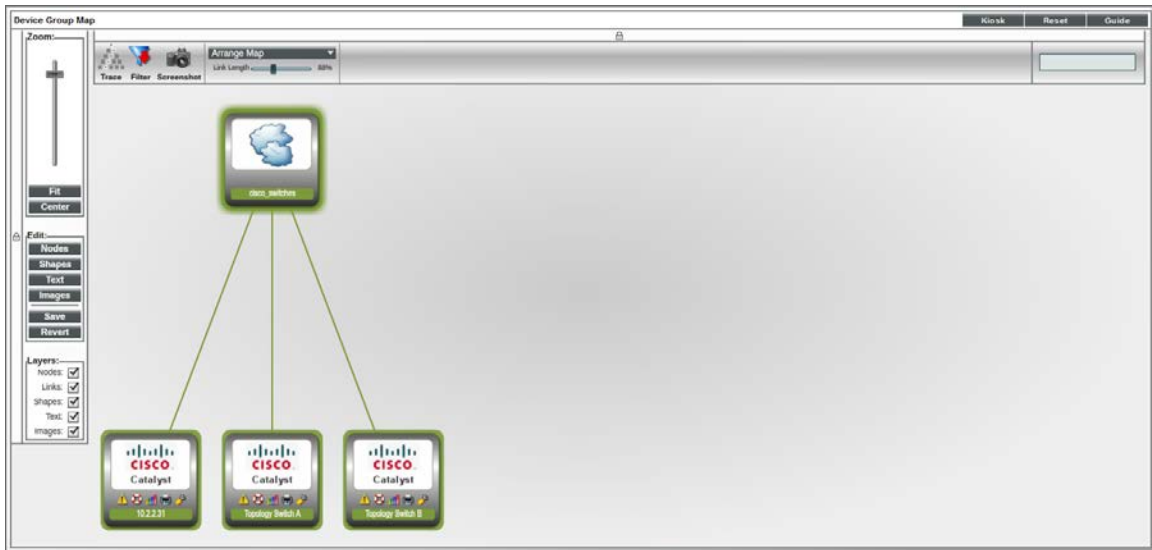 Device Group Map
Kiosk Reset Guide
Zoom:
Trace Filter Screenshot
Arrange Map
Link Length 88%
Fit
Center
cisco_switches
Edit:
Nodes
Shapes
Text
Images
Save
Revert
Layers:
Nodes:
Links:
Shapes:
Text:
Images:
CISCO. CISCO. CISCO.
Catalyst Catalyst Catalyst
10.2.2.31 Topology Switch A Topology Switch B